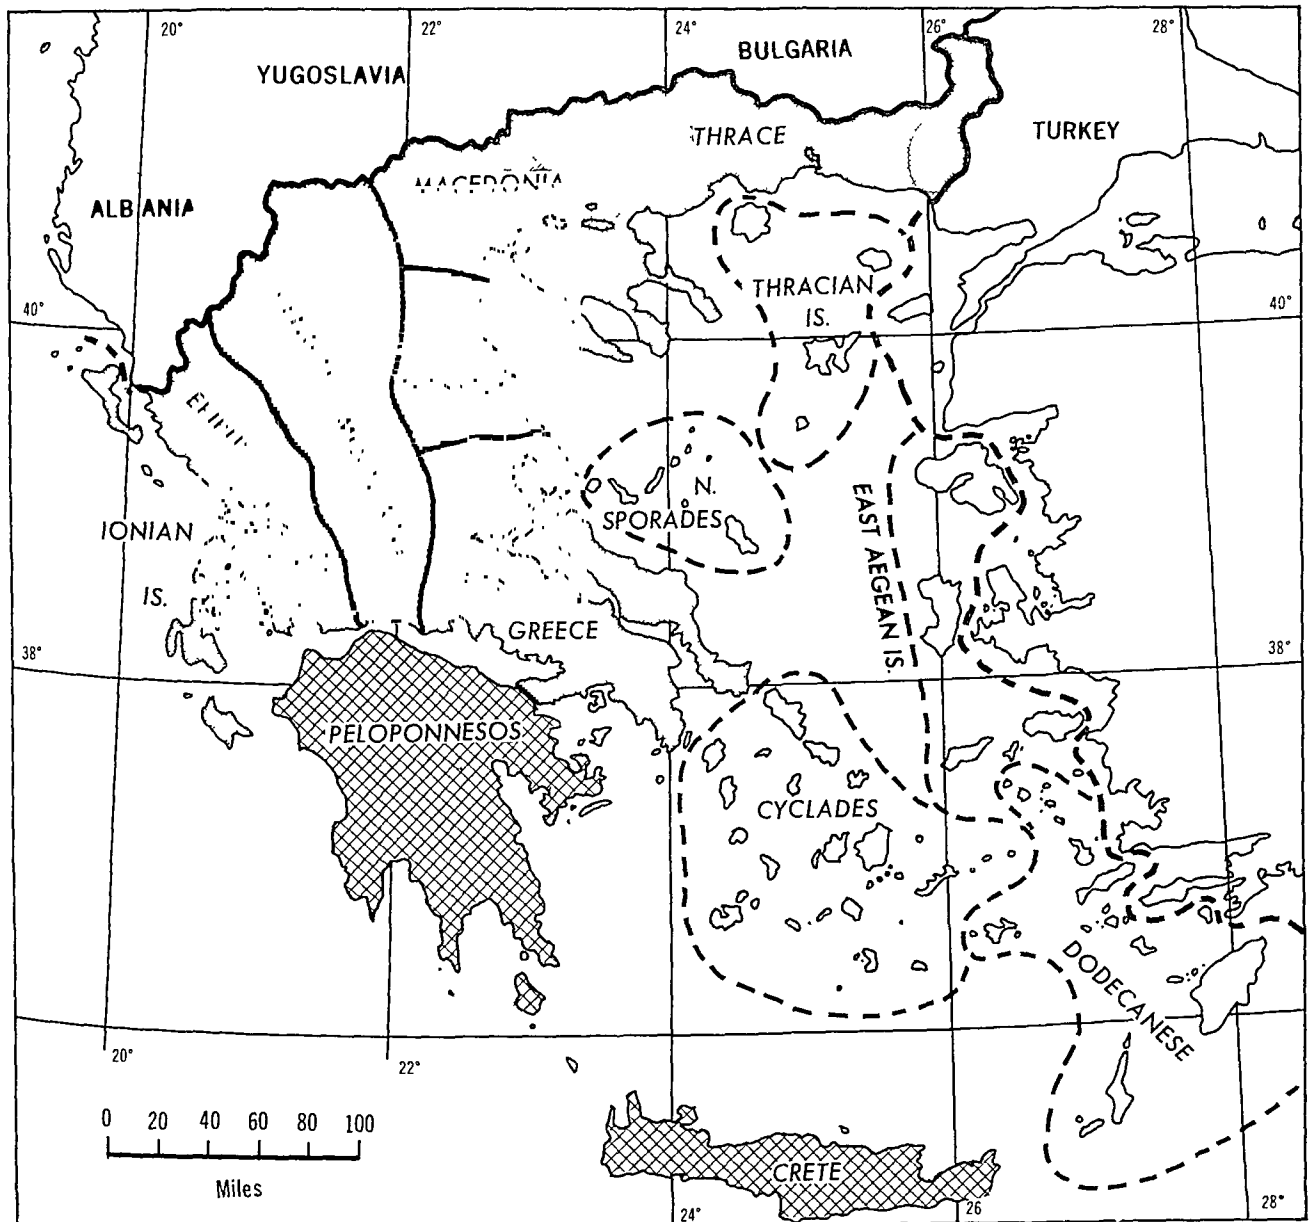 20°
22°
24°
26°
28°
YUGOSLAVIA
BULGARIA
THRACE
TURKEY
MACEDONIA
ALBANIA
THRACIAN
IS.
40°
40°
N.
SPORADES
EAST AEGEAN IS.
IONIAN
IS.
GREECE
38°
38°
PELOPONNESOS
CYCLADES
DODECANESE
20°
22°
0 20 40 60 80 100
Miles
CRETE
24°
26
28°